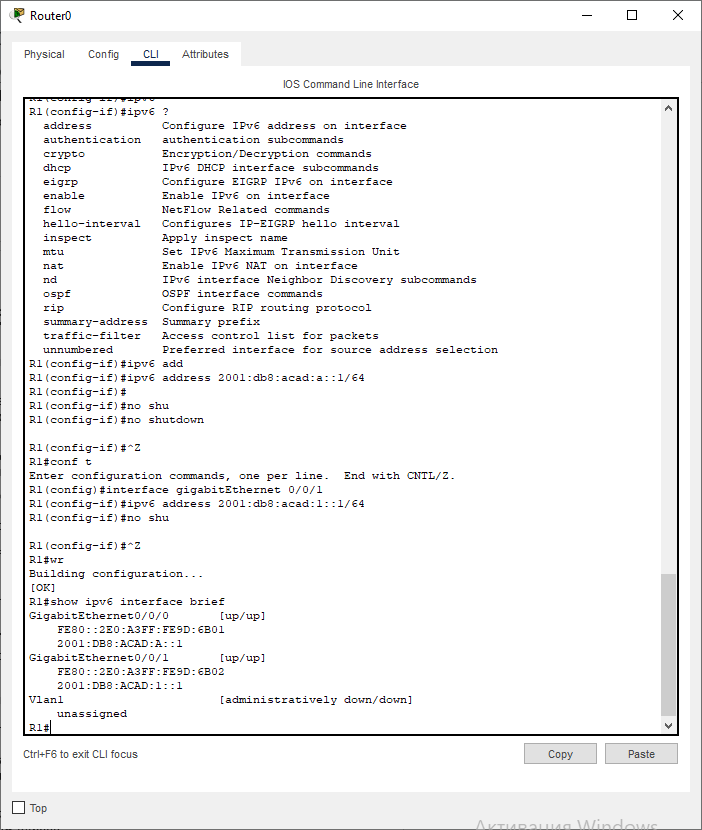 Router0
Physical Config CLI Attributes
IOS Command Line Interface
R1(config-if)#ipv6
R1(config-if)#ipv6 ?
address Configure IPv6 address on interface
authentication authentication subcommands
crypto Encryption/Decryption commands
dhcp IPv6 DHCP interface subcommands
eigrp Configure EIGRP IPv6 on interface
enable Enable IPv6 on interface
flow NetFlow Related commands
hello-interval Configures IP-EIGRP hello interval
inspect Apply inspect name
mtu Set IPv6 Maximum Transmission Unit
nat Enable IPv6 NAT on interface
nd IPv6 interface Neighbor Discovery subcommands
ospf OSPF interface commands
rip Configure RIP routing protocol
summary-address Summary prefix
traffic-filter Access control list for packets
unnumbered Preferred interface for source address selection
R1(config-if)#ipv6 add
R1(config-if)#ipv6 address 2001:db8:acad:a::1/64
R1(config-if)#
R1(config-if)#no shu
R1(config-if)#no shutdown
R1(config-if)#^Z
R1#conf t
Enter configuration commands, one per line. End with CNTL/Z.
R1(config)#interface gigabitEthernet 0/0/1
R1(config-if)#ipv6 address 2001:db8:acad:1::1/64
R1(config-if)#no shu
R1(config-if)#^Z
R1#wr
Building configuration...
[OK]
R1#show ipv6 interface brief
GigabitEthernet0/0/0 [up/up]
FE80::2E0:A3FF:FE9D:6B01
2001:DB8:ACAD:A::1
GigabitEthernet0/0/1 [up/up]
FE80::2E0:A3FF:FE9D:6B02
2001:DB8:ACAD:1::1
Vlan1 [administratively down/down]
unassigned
R1#
Ctrl+F6 to exit CLI focus
Copy Paste
Top
Активация Windows